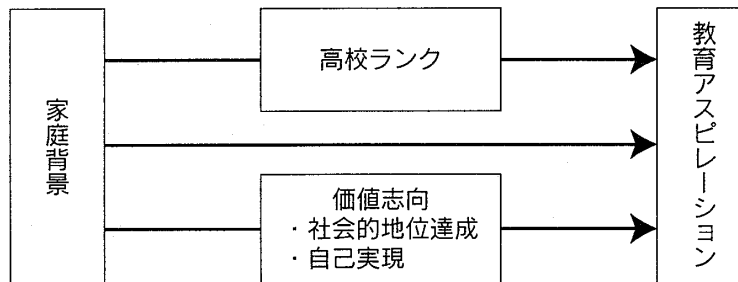 家庭背景
高校ランク
価値志向
・社会的地位達成
・自己実現
教育アスピレーション